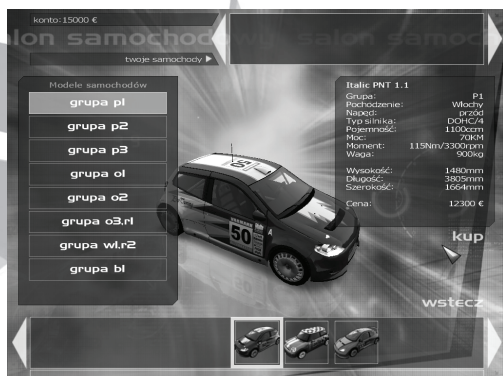 konto:15000 €
salon samochodowy salon samoch
twoje samochody
Modele samochodów
grupa p1
grupa p2
grupa p3
grupa o1
grupa o2
grupa o3,r1
grupa w1,r2
grupa b1
Italic PNT 1.1
Grupa: P1
Pochodzenie: Włochy
Napęd: przód
Typ silnika: DOHC/4
Pojemność: 1100ccm
Moc: 70KM
Moment: 115Nm/3300rpm
Waga: 900kg
Wysokość: 1480mm
Długość: 3805mm
Szerokość: 1664mm
Cena: 12300 €
50
50
kup
wstecz